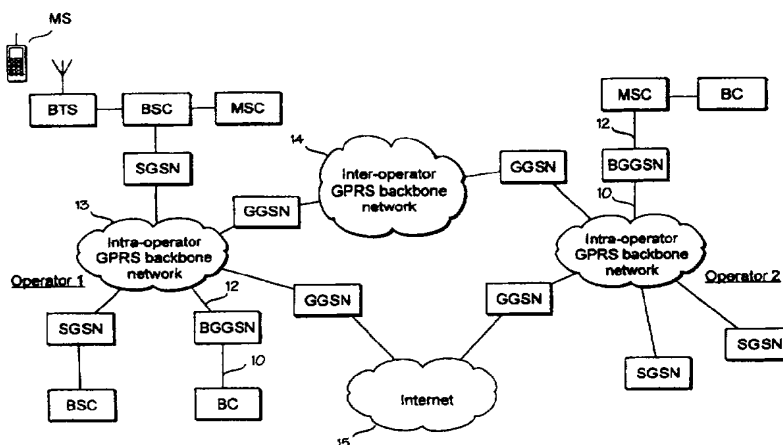 MS
BTS
BSC
MSC
MSC
BC
12
14
SGSN
Inter-operator
GPRS backbone
network
GGSN
BGGSN
10
13
GGSN
Intra-operator
GPRS backbone
network
Intra-operator
GPRS backbone
network
Operator 1
Operator 2
12
GGSN
GGSN
SGSN
BGGSN
SGSN
SGSN
10
BSC
BC
Internet
15